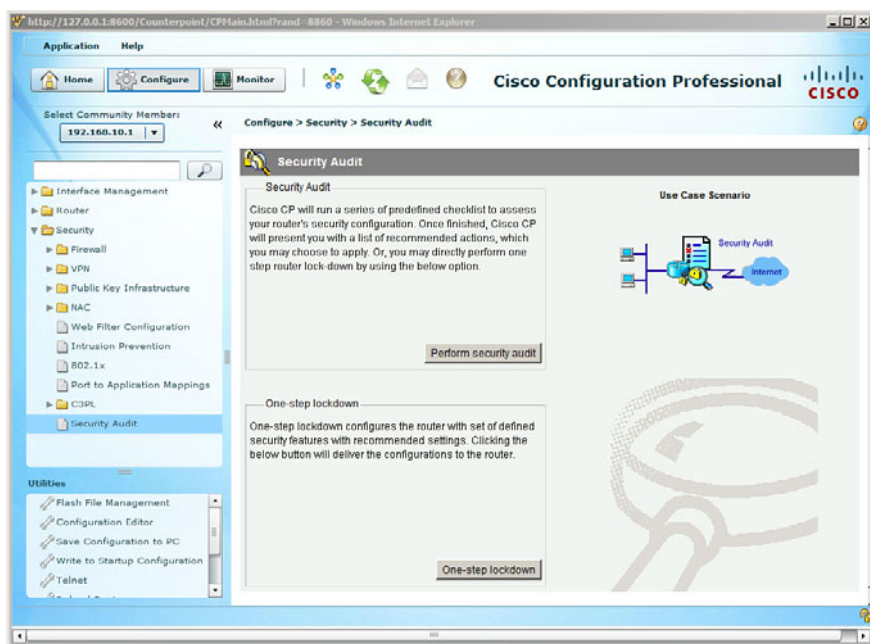 http://127.0.0.1:8600/Counterpoint/CPMain.html?rand=8860 - Windows Internet Explorer
Application Help
Home Configure Monitor
Cisco Configuration Professional
CISCO
Select Community Member:
192.168.10.1
Configure > Security > Security Audit
Interface Management
Router
Security
Firewall
VPN
Public Key Infrastructure
NAC
Web Filter Configuration
Intrusion Prevention
802.1x
Port to Application Mappings
C3PL
Security Audit
Utilities
Flash File Management
Configuration Editor
Save Configuration to PC
Write to Startup Configuration
Telnet
Security Audit
Security Audit
Cisco CP will run a series of predefined checklist to assess
your router's security configuration. Once finished, Cisco CP
will present you with a list of recommended actions, which
you may choose to apply. Or, you may directly perform one
step router lock-down by using the below option.
Perform security audit
One-step lockdown
One-step lockdown configures the router with set of defined
security features with recommended settings. Clicking the
below button will deliver the configurations to the router.
One-step lockdown
Use Case Scenario
Security Audit
Internet